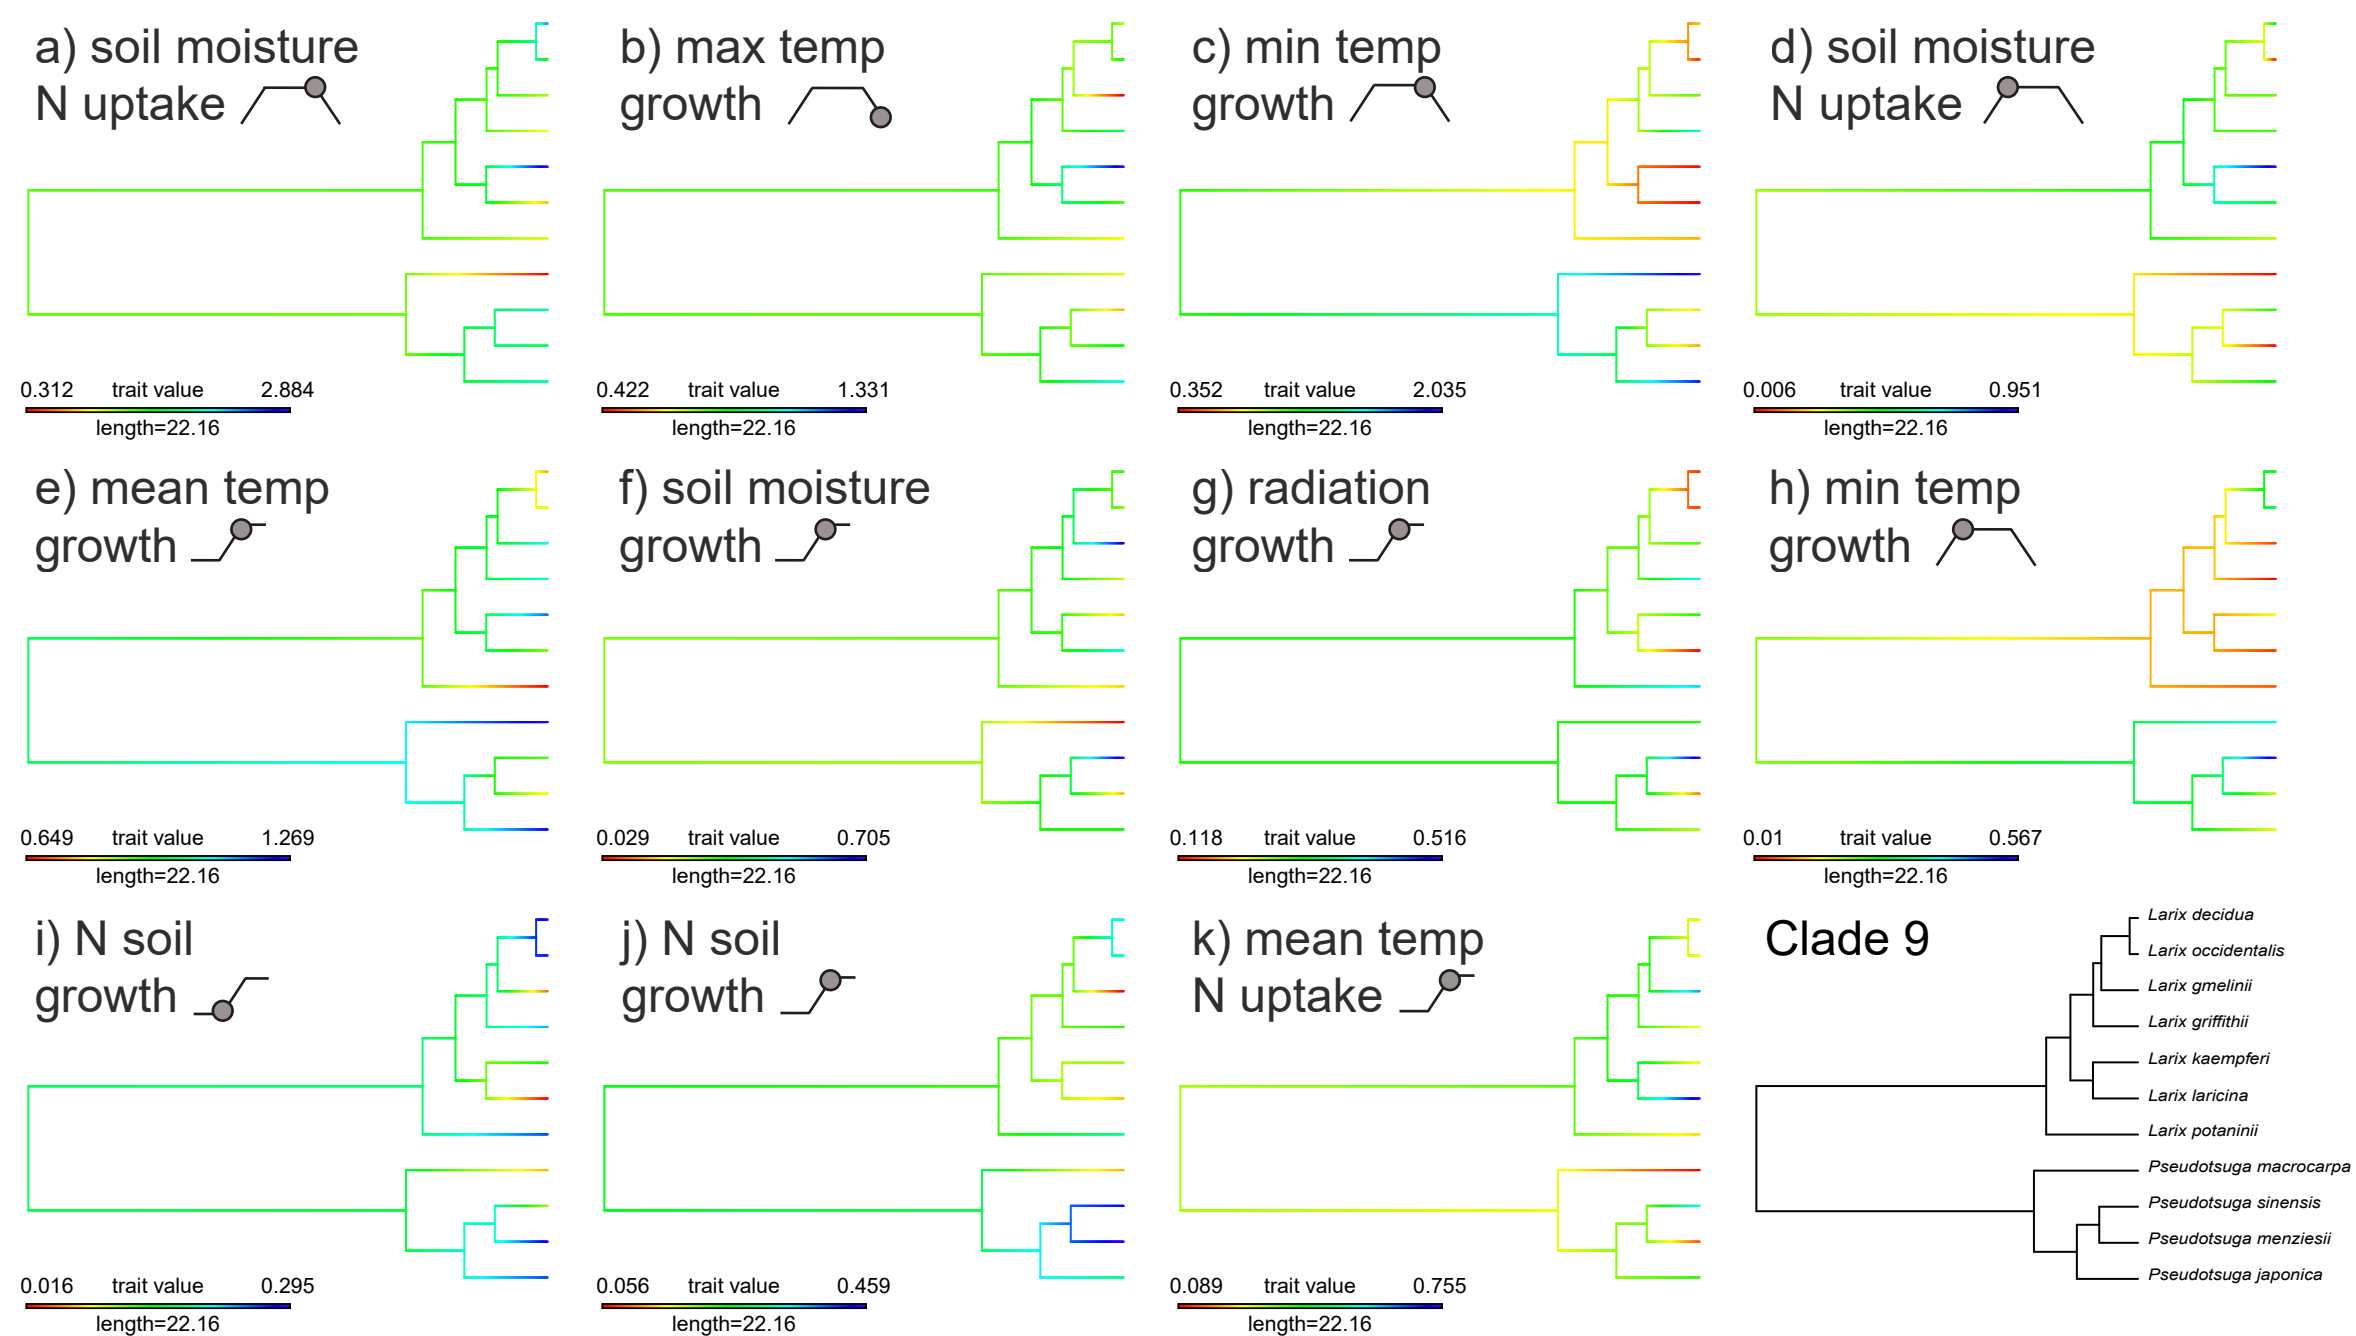 a) soil moisture
N uptake
0.312 trait value 2.884
length=22.16
b) max temp
growth
0.422 trait value 1.331
length=22.16
c) min temp
growth
0.352 trait value 2.035
length=22.16
d) soil moisture
N uptake
0.006 trait value 0.951
length=22.16
e) mean temp
growth
0.649 trait value 1.269
length=22.16
f) soil moisture
growth
0.029 trait value 0.705
length=22.16
g) radiation
growth
0.118 trait value 0.516
length=22.16
h) min temp
growth
0.01 trait value 0.567
length=22.16
i) N soil
growth
0.016 trait value 0.295
length=22.16
j) N soil
growth
0.056 trait value 0.459
length=22.16
k) mean temp
N uptake
0.089 trait value 0.755
length=22.16
Clade 9
Larix decidua
Larix occidentalis
Larix gmelinii
Larix griffithii
Larix kaempferi
Larix laricina
Larix potaninii
Pseudotsuga macrocarpa
Pseudotsuga sinensis
Pseudotsuga menziesii
Pseudotsuga japonica